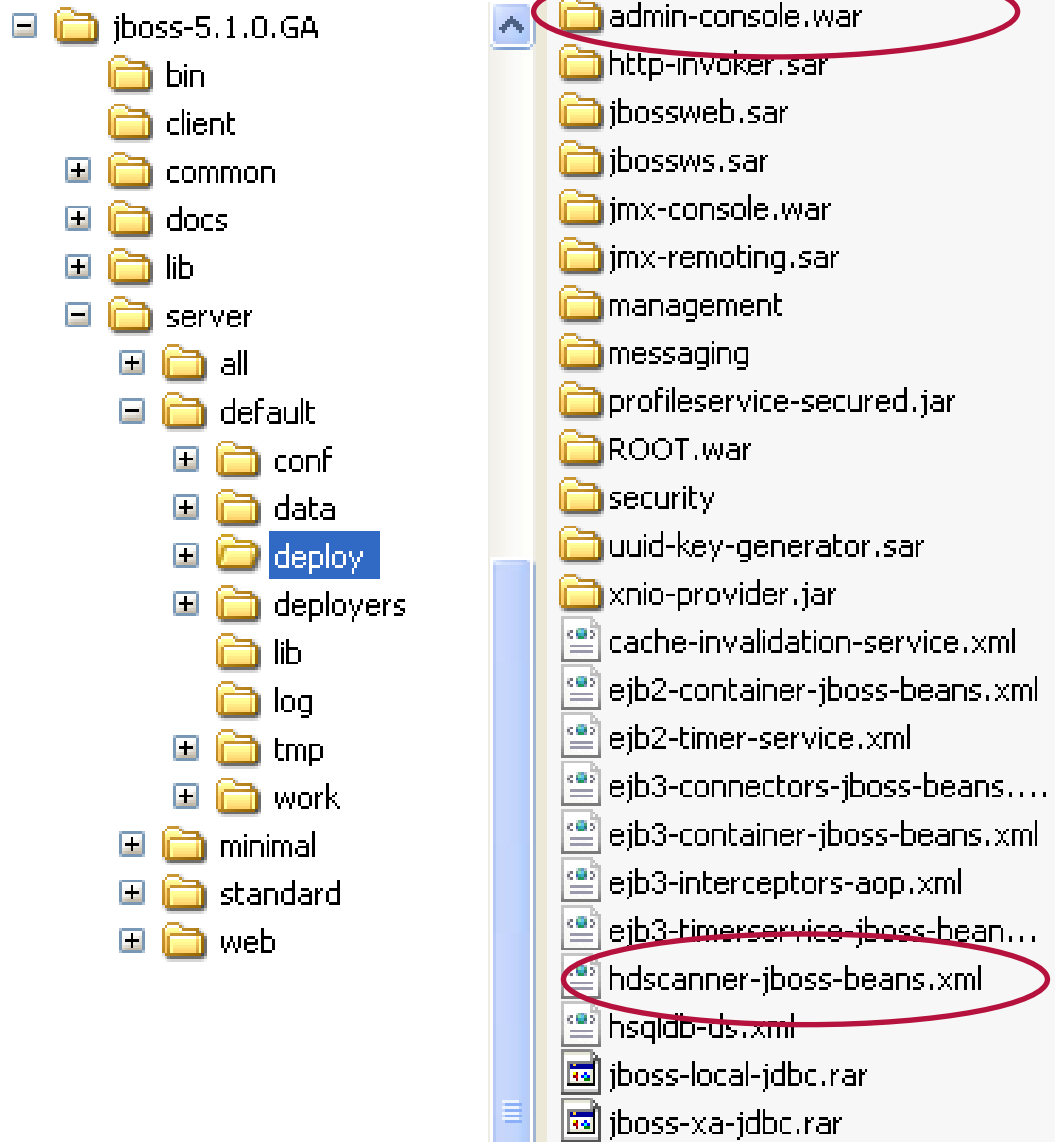 jboss-5.1.0.GA
bin
client
common
docs
lib
server
all
default
conf
data
deploy
deployers
lib
log
tmp
work
minimal
standard
web
admin-console.war
http-invoker.sar
jbossweb.sar
jbossws.sar
jmx-console.war
jmx-remoting.sar
management
messaging
profileservice-secured.jar
ROOT.war
security
uuid-key-generator.sar
xnio-provider.jar
cache-invalidation-service.xml
ejb2-container-jboss-beans.xml
ejb2-timer-service.xml
ejb3-connectors-jboss-beans....
ejb3-container-jboss-beans.xml
ejb3-interceptors-aop.xml
ejb3-timerservice-jboss-bean...
hdscanner-jboss-beans.xml
hsqldb-ds.xml
jboss-local-jdbc.rar
jboss-xa-jdbc.rar